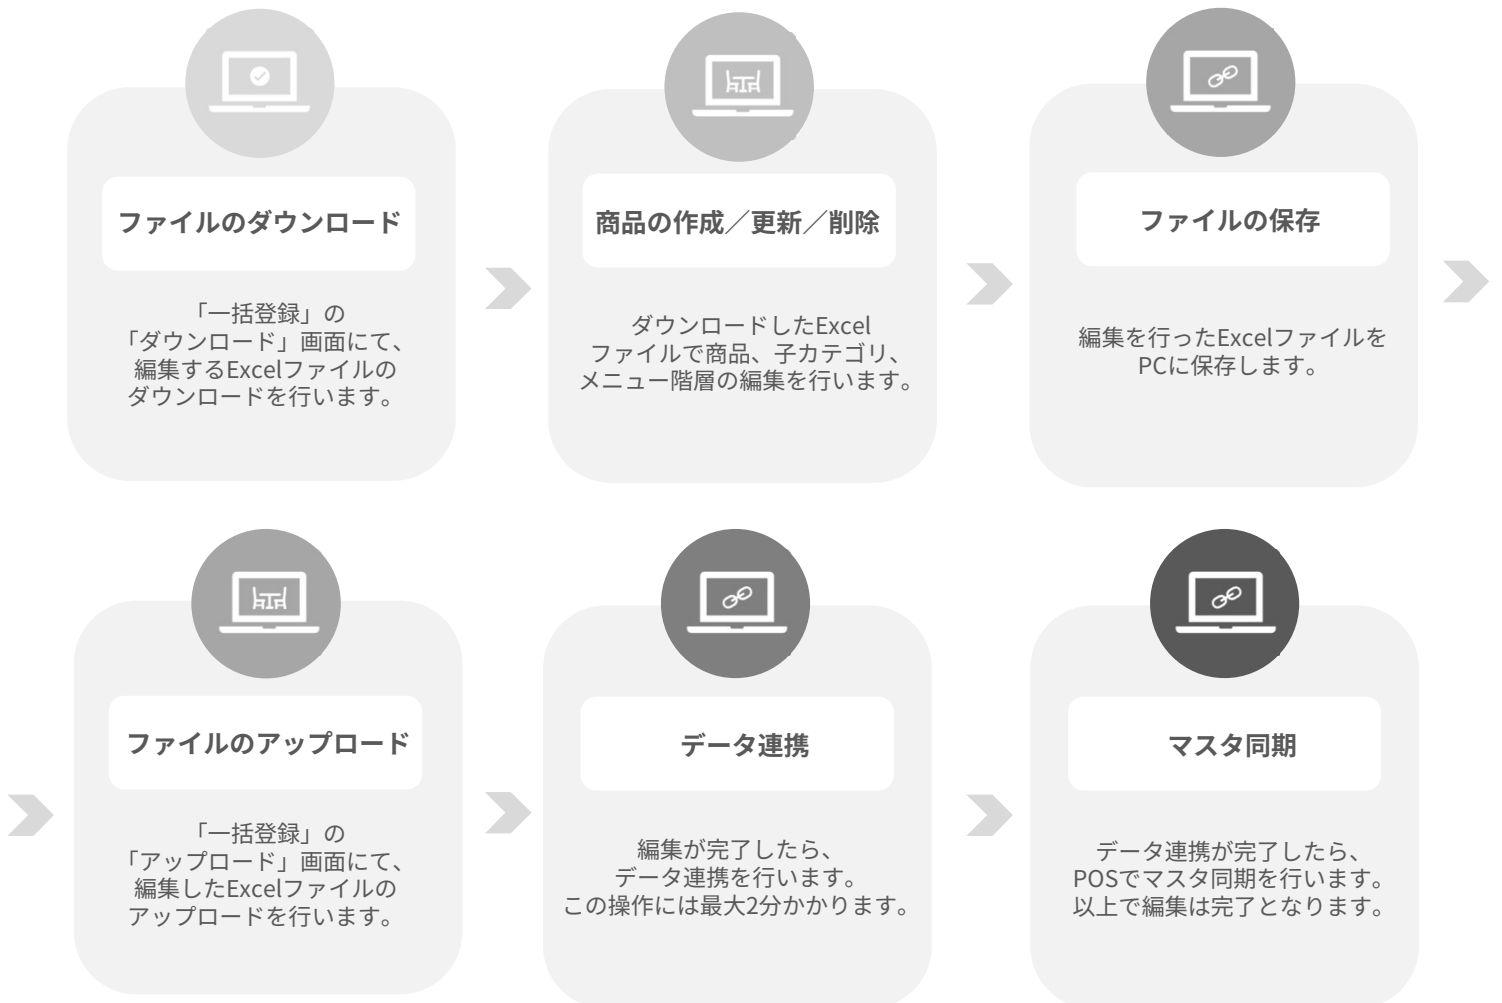 ファイルのダウンロード
「一括登録」の
「ダウンロード」画面にて、
編集するExcelファイルの
ダウンロードを行います。
商品の作成／更新／削除
ダウンロードしたExcel
ファイルで商品、子カテゴリ、
メニュー階層の編集を行います。
ファイルの保存
編集を行ったExcelファイルを
PCに保存します。
ファイルのアップロード
「一括登録」の
「アップロード」画面にて、
編集したExcelファイルの
アップロードを行います。
データ連携
編集が完了したら、
データ連携を行います。
この操作には最大2分かかります。
マスタ同期
データ連携が完了したら、
POSでマスタ同期を行います。
以上で編集は完了となります。